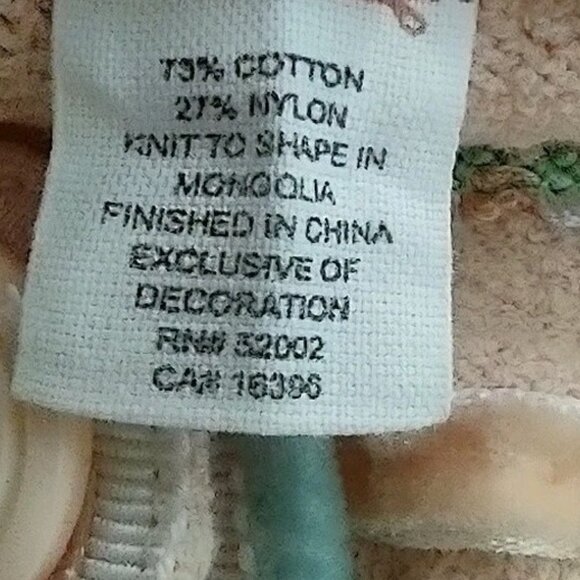 73% COTTON
27% NYLON
KNIT TO SHAPE IN
MONGOLIA
FINISHED IN CHINA
EXCLUSIVE OF
DECORATION
RN# 52002
CA# 16386